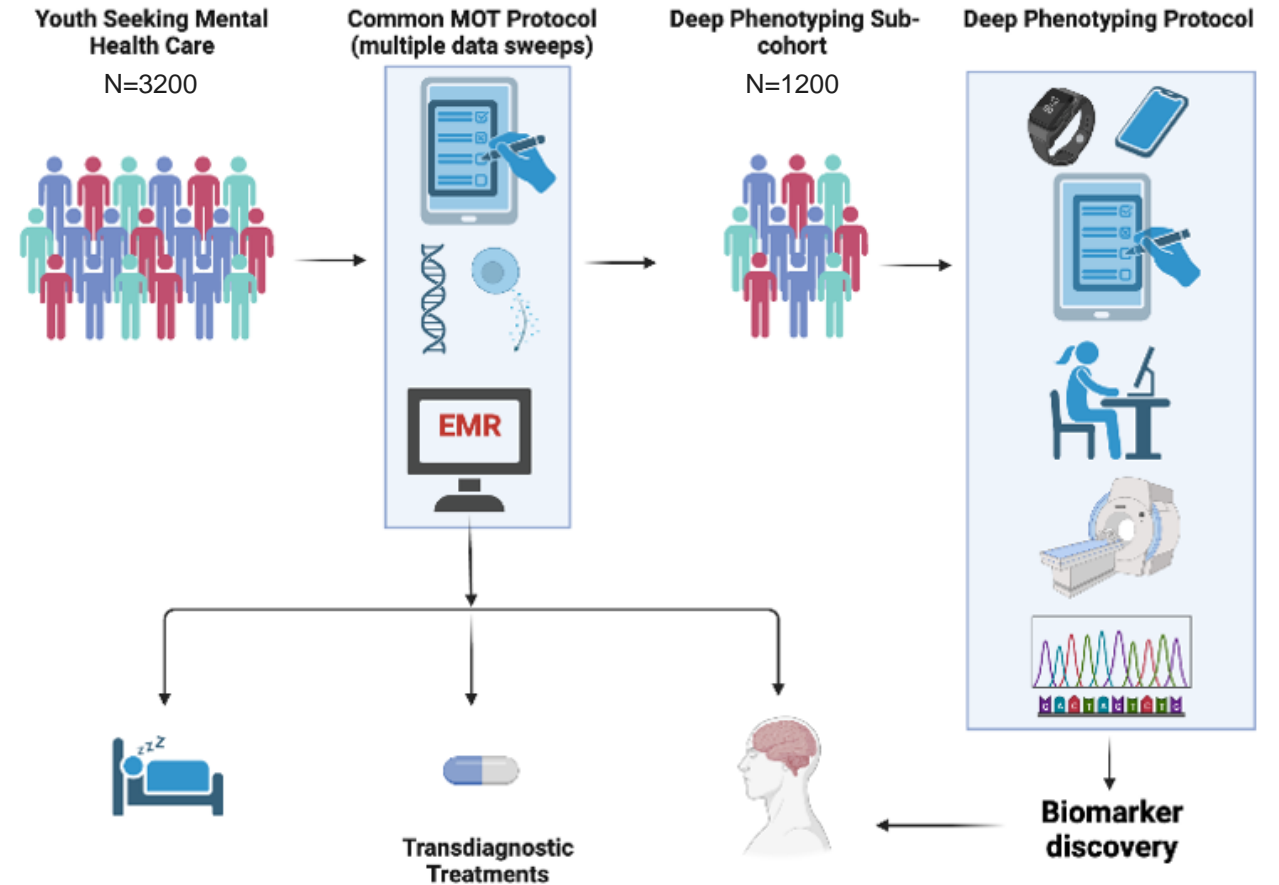 Youth Seeking Mental
Health Care
N=3200
Common MOT Protocol
(multiple data sweeps)
Deep Phenotyping Sub-
cohort
N=1200
Deep Phenotyping Protocol
EMR
zzZ
Transdiagnostic
Treatments
Biomarker
discovery